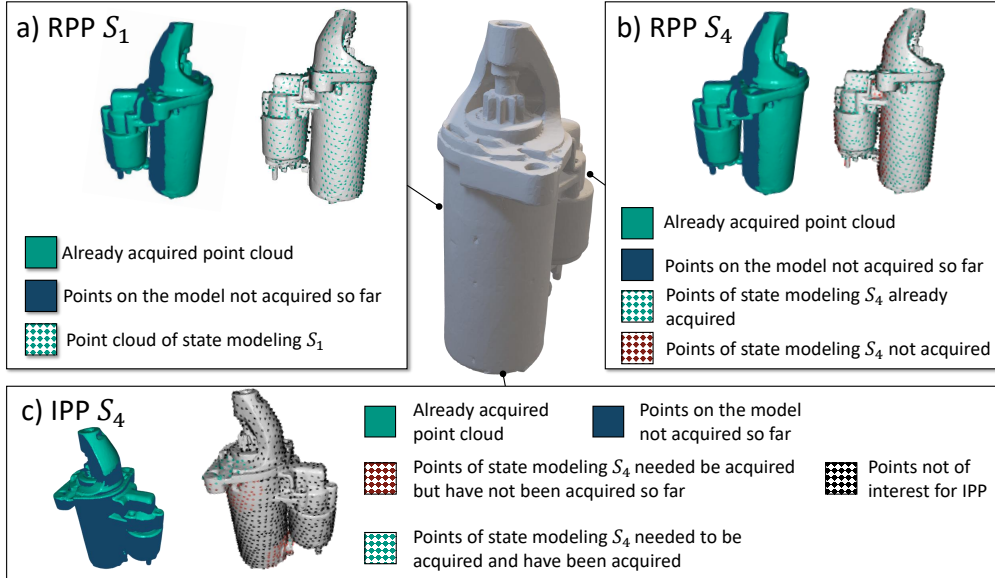 a) RPP S₁
Already acquired point cloud
Points on the model not acquired so far
Point cloud of state modeling S₁
b) RPP S₄
Already acquired point cloud
Points on the model not acquired so far
Points of state modeling S₄ already
acquired
Points of state modeling S₄ not acquired
c) IPP S₄
Already acquired
point cloud
Points on the model
not acquired so far
Points of state modeling S₄ needed be acquired
but have not been acquired so far
Points not of
interest for IPP
Points of state modeling S₄ needed to be
acquired and have been acquired